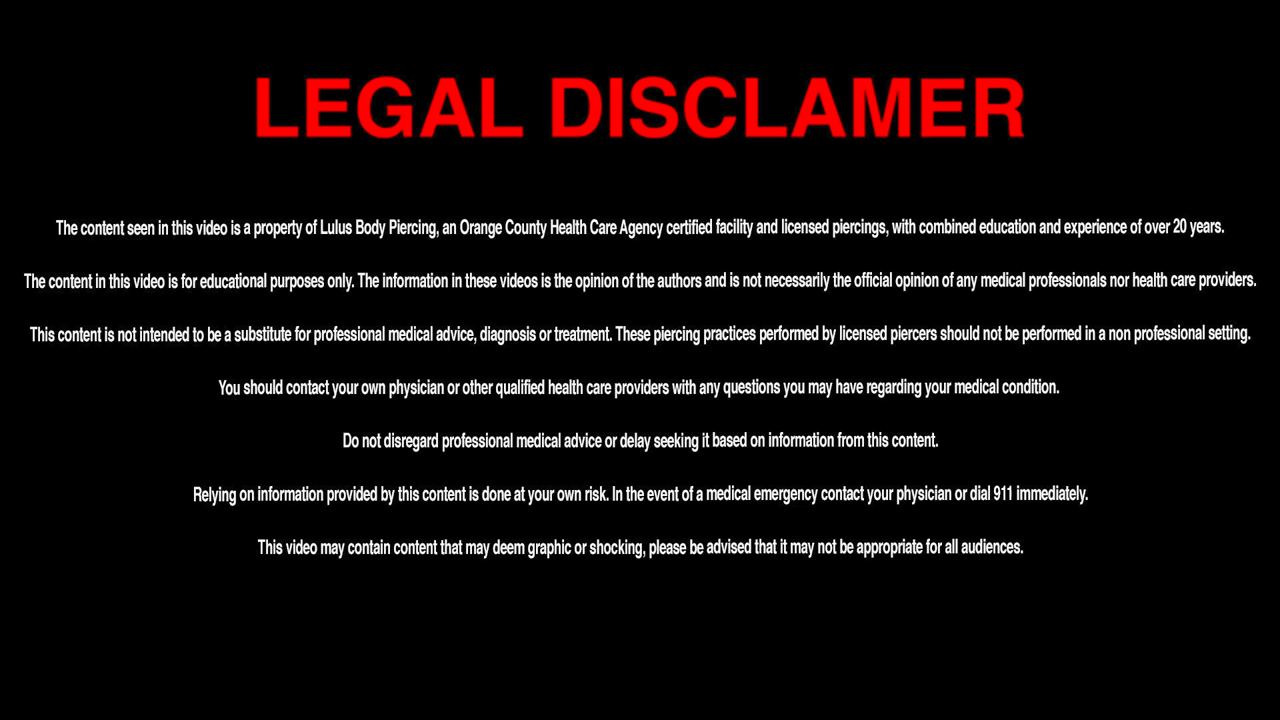 LEGAL DISCLAMER
The content seen in this video is a property of Lulus Body Piercing, an Orange County Health Care Agency certified facility and licensed piercings, with combined education and experience of over 20 years.
The content in this video is for educational purposes only. The information in these videos is the opinion of the authors and is not necessarily the official opinion of any medical professionals nor health care providers.
This content is not intended to be a substitute for professional medical advice, diagnosis or treatment. These piercing practices performed by licensed piercers should not be performed in a non professional setting.
You should contact your own physician or other qualified health care providers with any questions you may have regarding your medical condition.
Do not disregard professional medical advice or delay seeking it based on information from this content.
Relying on information provided by this content is done at your own risk. In the event of a medical emergency contact your physician or dial 911 immediately.
This video may contain content that may deem graphic or shocking, please be advised that it may not be appropriate for all audiences.